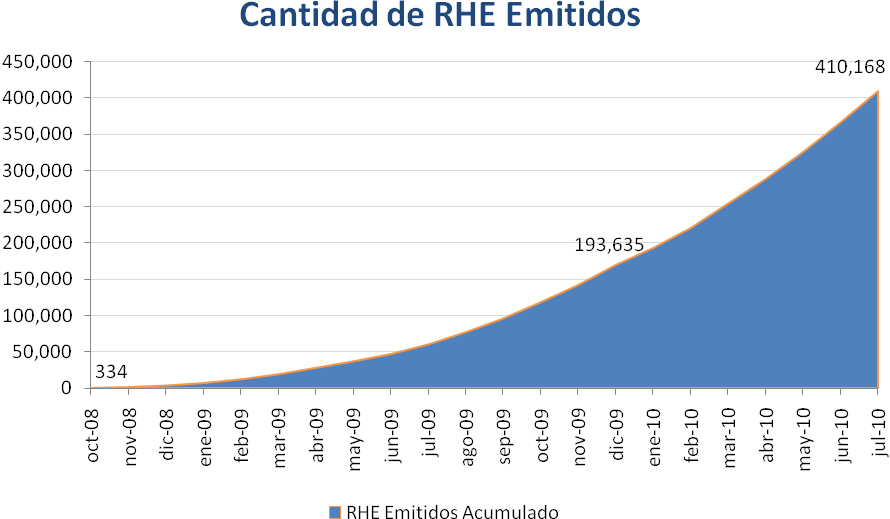 Cantidad de RHE Emitidos
450,000
400,000
350,000
300,000
250,000
200,000
150,000
100,000
50,000
0
334
193,635
410,168
oct-08
nov-08
dic-08
ene-09
feb-09
mar-09
abr-09
may-09
jun-09
jul-09
ago-09
sep-09
oct-09
nov-09
dic-09
ene-10
feb-10
mar-10
abr-10
may-10
jun-10
jul-10
RHE Emitidos Acumulado